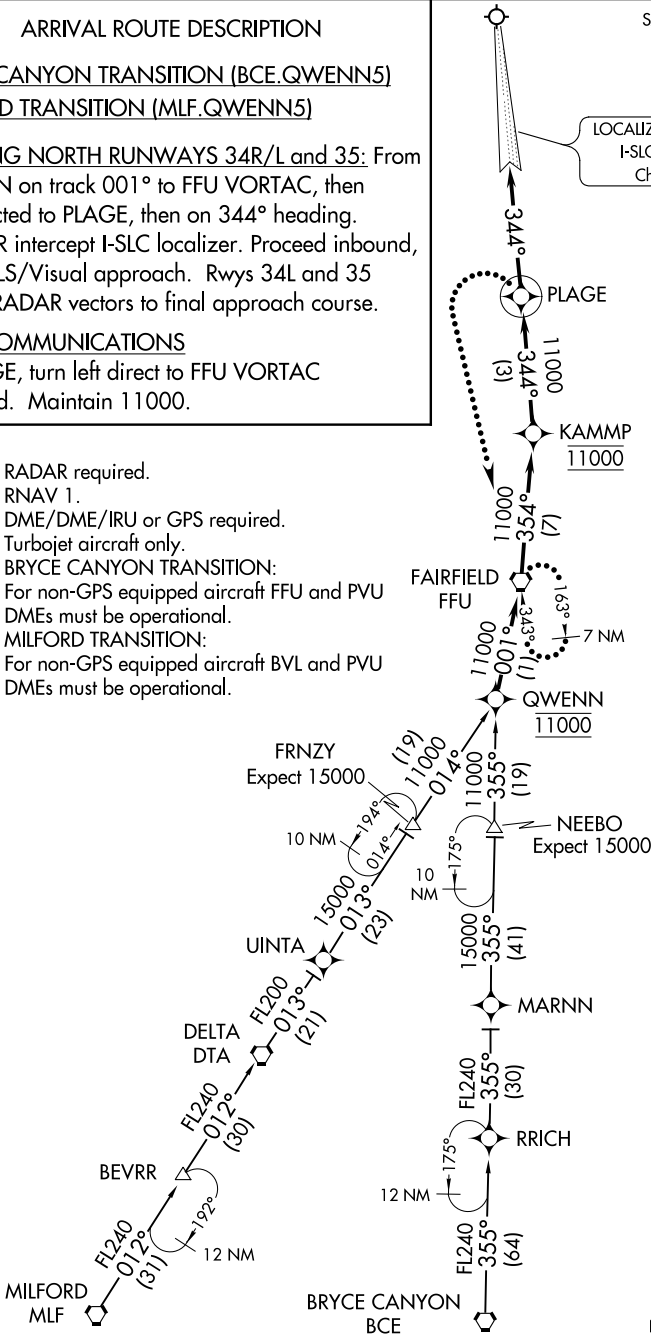 ARRIVAL ROUTE DESCRIPTION
CANYON TRANSITION (BCE.QWENN5)
D TRANSITION (MLF.QWENN5)
NG NORTH RUNWAYS 34R/L and 35: From
N on track 001° to FFU VORTAC, then
cted to PLAGE, then on 344° heading.
R intercept I-SLC localizer. Proceed inbound,
LS/Visual approach. Rwys 34L and 35
RADAR vectors to final approach course.
OMMUNICATIONS
GE, turn left direct to FFU VORTAC
d. Maintain 11000.
S
LOCALIZ
I-SLC
Ch
344°
PLAGE
11000
344°
(3)
KAMMP
11000
11000
354°
(7)
RADAR required.
RNAV 1.
DME/DME/IRU or GPS required.
Turbojet aircraft only.
BRYCE CANYON TRANSITION:
For non-GPS equipped aircraft FFU and PVU
DMEs must be operational.
MILFORD TRANSITION:
For non-GPS equipped aircraft BVL and PVU
DMEs must be operational.
FAIRFIELD
FFU
163°
343°
7 NM
11000
001°
(1)
QWENN
11000
FRNZY
Expect 15000
(19)
11000
014°
11000
355°
(19)
194°
014°
10 NM
NEEBO
Expect 15000
175°
10
NM
15000
013°
(23)
15000
355°
(41)
UINTA
MARNN
FL200
013°
(21)
DELTA
DTA
FL240
355°
(30)
FL240
012°
(30)
RRICH
175°
12 NM
BEVRR
192°
12 NM
FL240
012°
(31)
FL240
355°
(64)
MILFORD
MLF
BRYCE CANYON
BCE